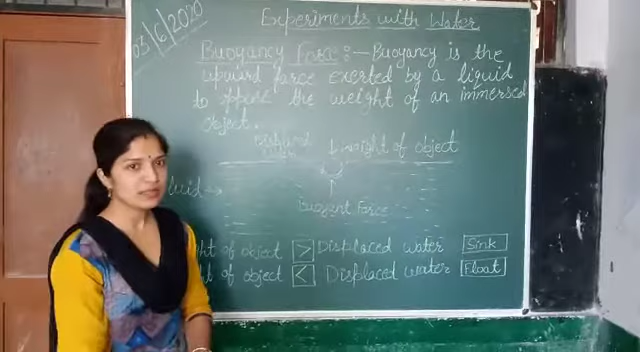 03/6/2020
Experiments with Water
Buoyancy Force:- Buoyancy is the
upward force exerted by a liquid
to oppose the weight of an immersed
object.
weight of object
Buoyent Force
ht of object > Displaced water Sink
t of object < Displaced water Float